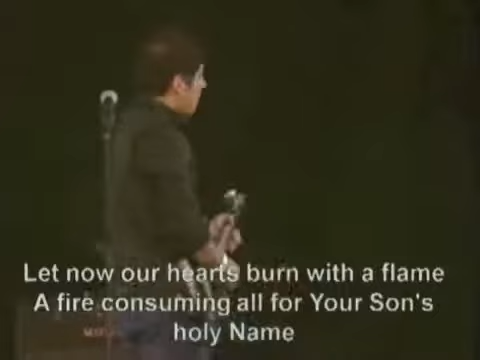 Let now our hearts burn with a flame
A fire consuming all for Your Son's
holy Name